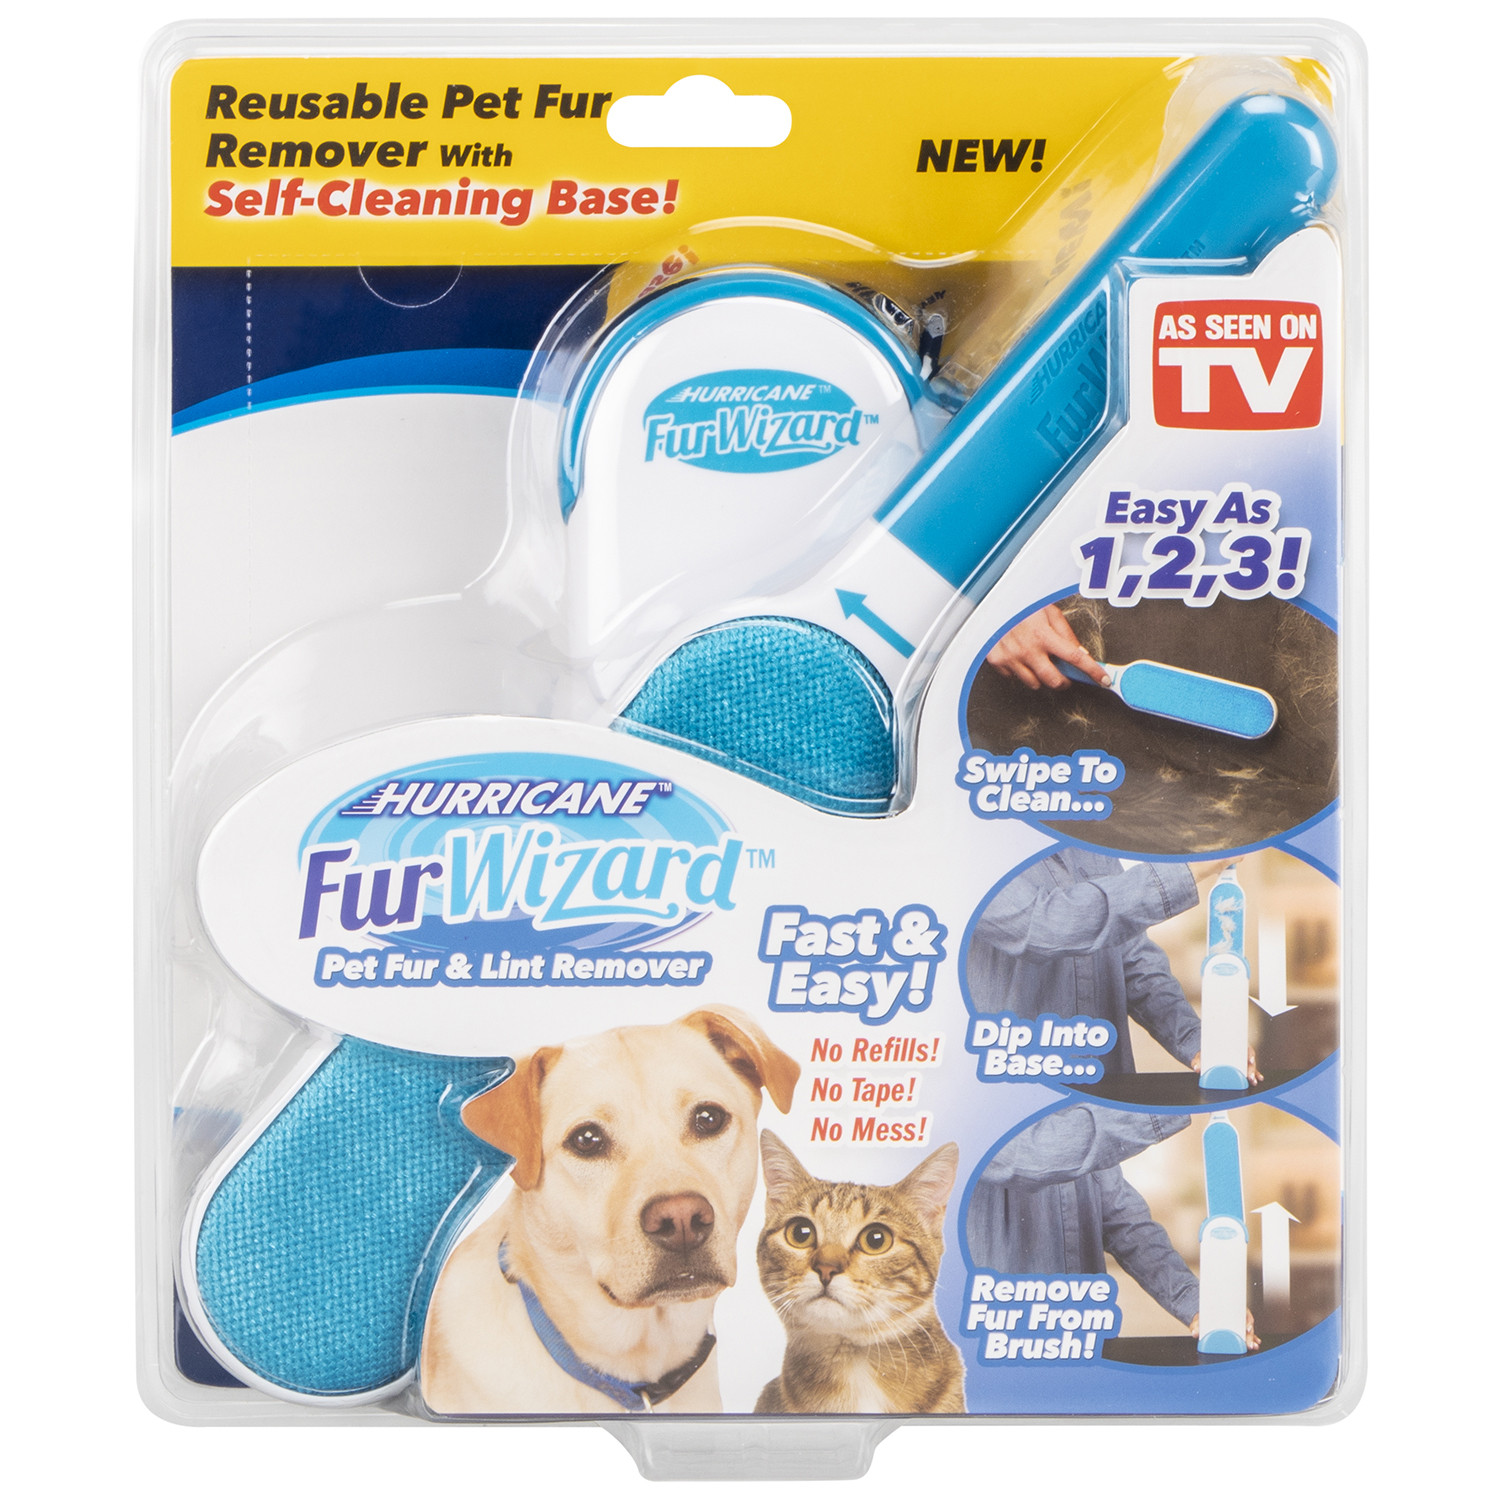 Reusable Pet Fur
Remover With
Self-Cleaning Base!
NEW!
AS SEEN ON
TV
HURRICANE™
FurWizard™
HURRICANE
Easy As
1,2,3!
Swipe To
Clean...
HURRICANE™
FurWizard™
Pet Fur & Lint Remover
Fast &
Easy!
No Refills!
No Tape!
No Mess!
Dip Into
Base...
Remove
Fur From
Brush!